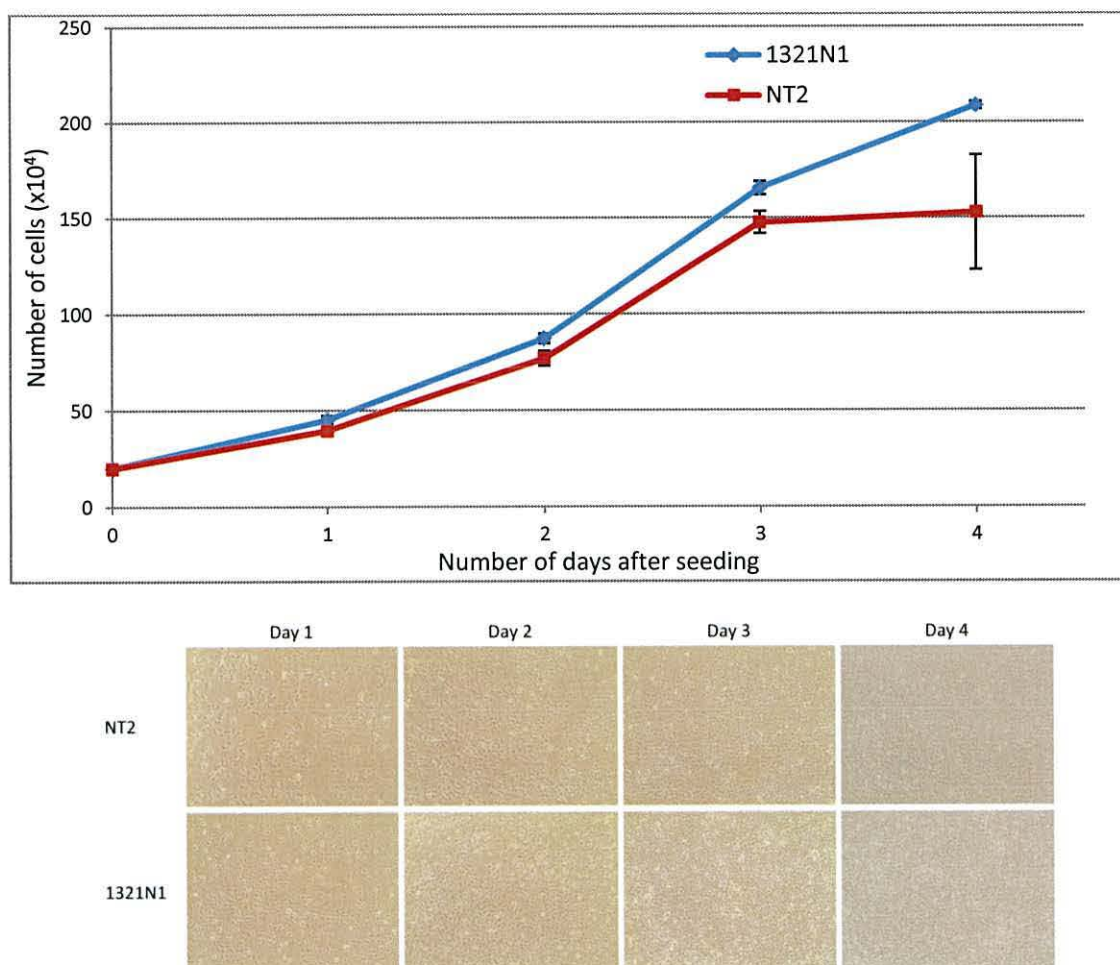 250
200
150
100
50
0
Number of cells (x10⁴)
1321N1
NT2
0 1 2 3 4
Number of days after seeding
Day 1 Day 2 Day 3 Day 4
NT2
1321N1